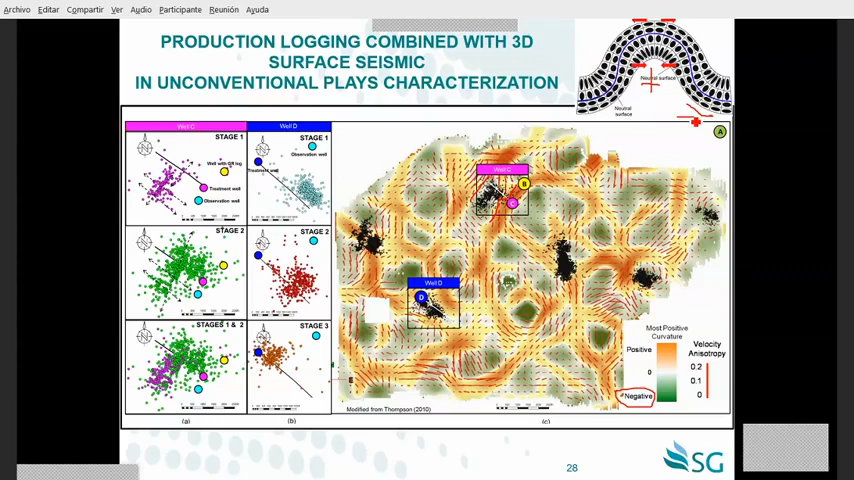 Archivo Editar Compartir Ver Audio Participante Reunión Ayuda
PRODUCTION LOGGING COMBINED WITH 3D
SURFACE SEISMIC
IN UNCONVENTIONAL PLAYS CHARACTERIZATION
Neutral surface
Neutral
surface
Well C
STAGE 1
Well with GR log
Treatment well
Observation well
STAGE 2
STAGES 1 & 2
(a)
Well D
STAGE 1
Observation well
Treatment well
STAGE 2
STAGE 3
(b)
A
Well C
B
C
Well D
D
E
Most Positive
Curvature
Positive
0
Negative
Velocity
Anisotropy
0.2
0.1
0
Modified from Thompson (2010)
(c)
28
SG